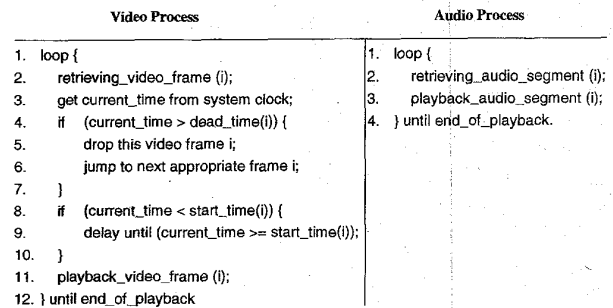 Video Process
1. loop {
2. retrieving_video_frame (i);
3. get current_time from system clock;
4. if (current_time > dead_time(i)) {
5. drop this video frame i;
6. jump to next appropriate frame i;
7. }
8. if (current_time < start_time(i)) {
9. delay until (current_time >= start_time(i));
10. }
11. playback_video_frame (i);
12. } until end_of_playback
Audio Process
1. loop {
2. retrieving_audio_segment (i);
3. playback_audio_segment (i);
4. } until end_of_playback.